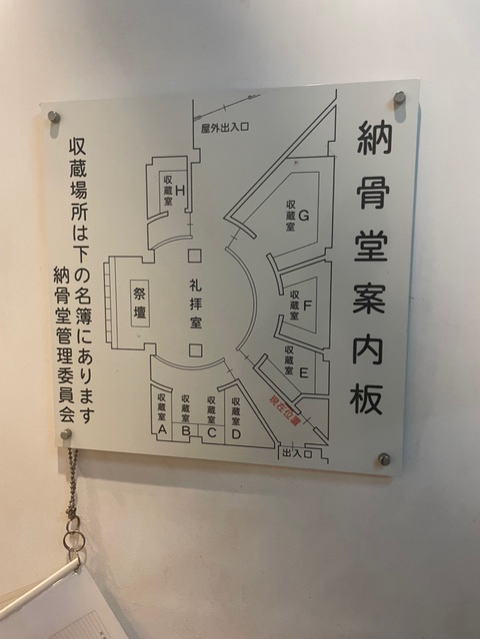 納骨堂案内板
屋外出入口
収蔵室 H
収蔵室 G
収蔵室 F
収蔵室 E
礼拝室
祭壇
収蔵室 A
収蔵室 B
収蔵室 C
収蔵室 D
現在位置
出入口
収蔵場所は下の名簿にあります
納骨堂管理委員会